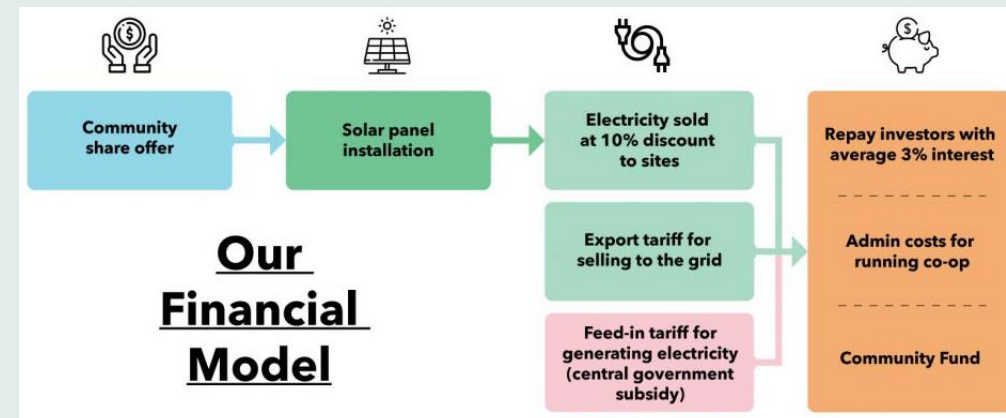 Community
share offer
Solar panel
installation
Electricity sold
at 10% discount
to sites
Export tariff for
selling to the grid
Feed-in tariff for
generating electricity
(central government
subsidy)
Repay investors with
average 3% interest
Admin costs for
running co-op
Community Fund
Our
Financial
Model